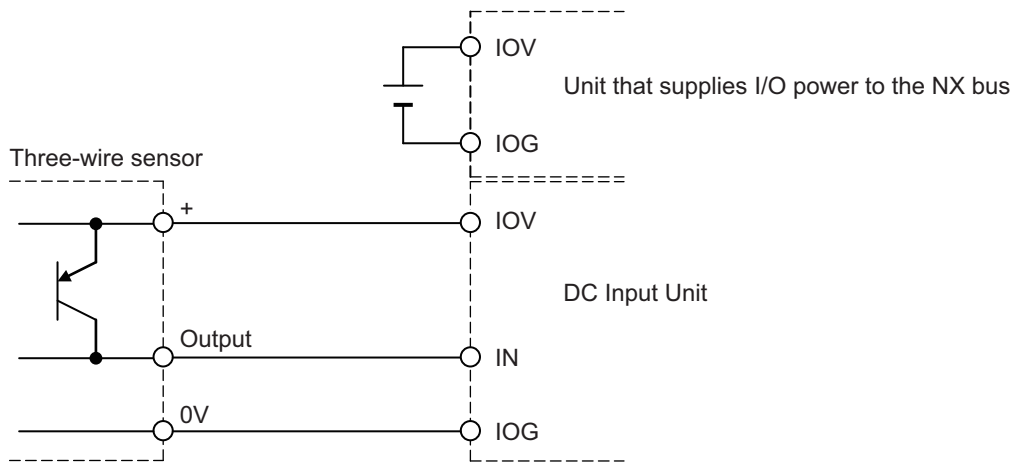 IOV
Unit that supplies I/O power to the NX bus
IOG
Three-wire sensor
+
IOV
DC Input Unit
Output
IN
0V
IOG